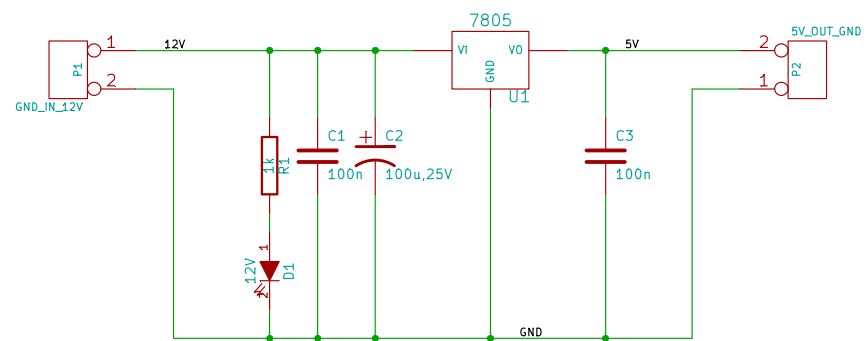 7805
5V_OUT_GND
1
12V
VI
VO
5V
2
P1
GND
P2
2
1
U1
GND_IN_12V
C1
C2
C3
1k
R1
100n
100u,25V
100n
1
12V
D1
2
GND